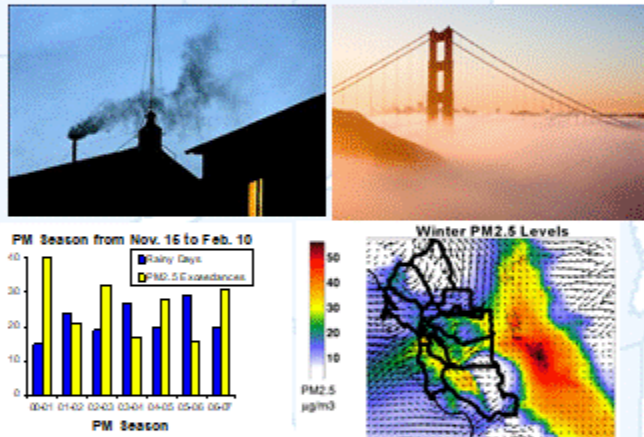 PM Season from Nov. 15 to Feb. 10
Rainy Days
PM2.5 Exceedances
40
30
20
10
0
00-01 01-02 02-03 03-04 04-05 05-06 06-07
PM Season
Winter PM2.5 Levels
50
40
30
20
10
PM2.5
µg/m3